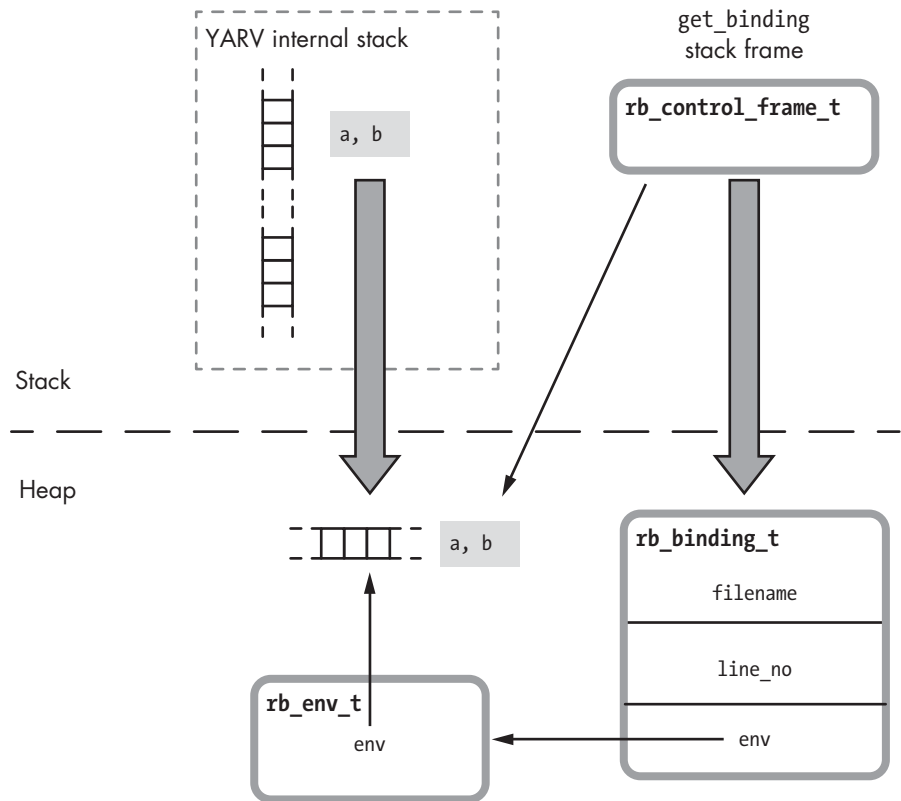 YARV internal stack
get_binding
stack frame
rb_control_frame_t
a, b
Stack
Heap
a, b
rb_binding_t
filename
line_no
env
rb_env_t
env